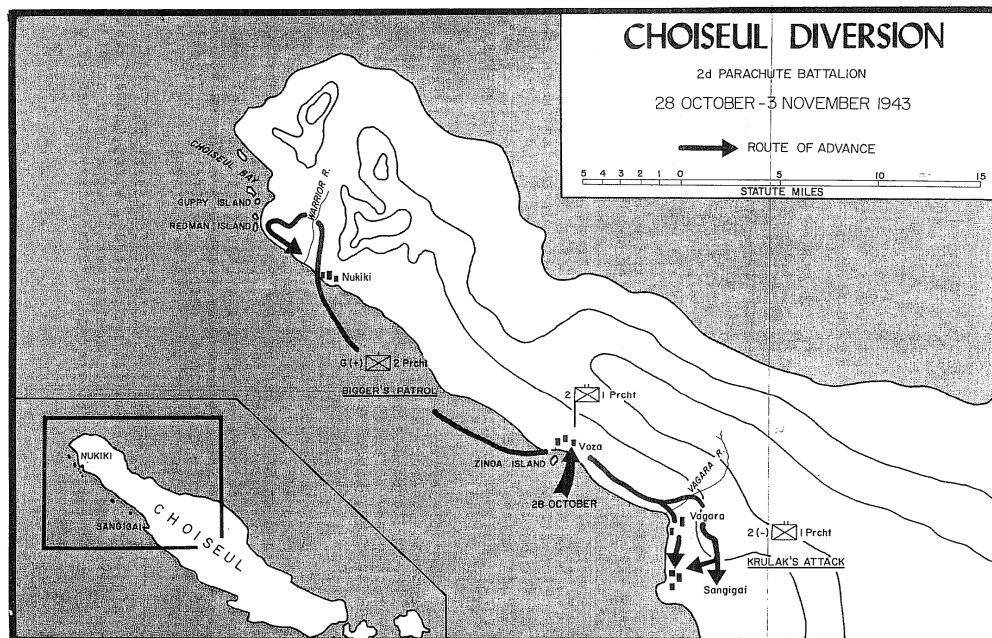 CHOISEUL DIVERSION
2d PARACHUTE BATTALION
28 OCTOBER-3 NOVEMBER 1943
ROUTE OF ADVANCE
5 4 3 2 1 0 5 10 15
STATUTE MILES
CHOISEUL BAY
GUPPY ISLAND
REDMAN ISLAND
WARRIOR R.
Nukiki
G(+) 2 Prcht
BIGGER'S PATROL
2 1 Prcht
Voza
ZINOA ISLAND
28 OCTOBER
VAGARA R.
Vagara
2(-) 1 Prcht
KRULAK'S ATTACK
Sangigai
NUKIKI
SANGIGAI
CHOISEUL